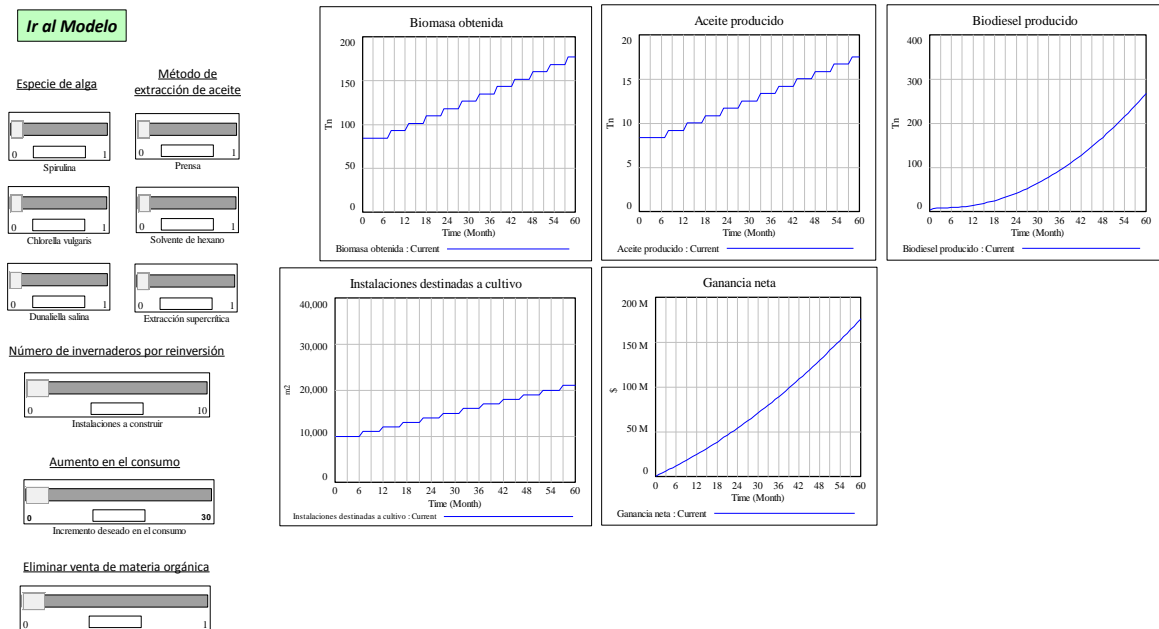 Ir al Modelo
Especie de alga
Método de
extracción de aceite
0 1
Spirulina
0 1
Prensa
0 1
Chlorella vulgaris
0 1
Solvente de hexano
0 1
Dunaliella salina
0 1
Extracción supercrítica
Número de invernaderos por reinversión
0 10
Instalaciones a construir
Aumento en el consumo
0 30
Incremento deseado en el consumo
Eliminar venta de materia orgánica
0 1
Biomasa obtenida
200
150
100
50
0
Tn
0 6 12 18 24 30 36 42 48 54 60
Time (Month)
Biomasa obtenida : Current
Aceite producido
20
15
10
5
0
Tn
0 6 12 18 24 30 36 42 48 54 60
Time (Month)
Aceite producido : Current
Biodiesel producido
400
300
200
100
0
Tn
0 6 12 18 24 30 36 42 48 54 60
Time (Month)
Biodiesel producido : Current
Instalaciones destinadas a cultivo
40,000
30,000
20,000
10,000
0
m2
0 6 12 18 24 30 36 42 48 54 60
Time (Month)
Instalaciones destinadas a cultivo : Current
Ganancia neta
200 M
150 M
100 M
50 M
0
$
0 6 12 18 24 30 36 42 48 54 60
Time (Month)
Ganancia neta : Current